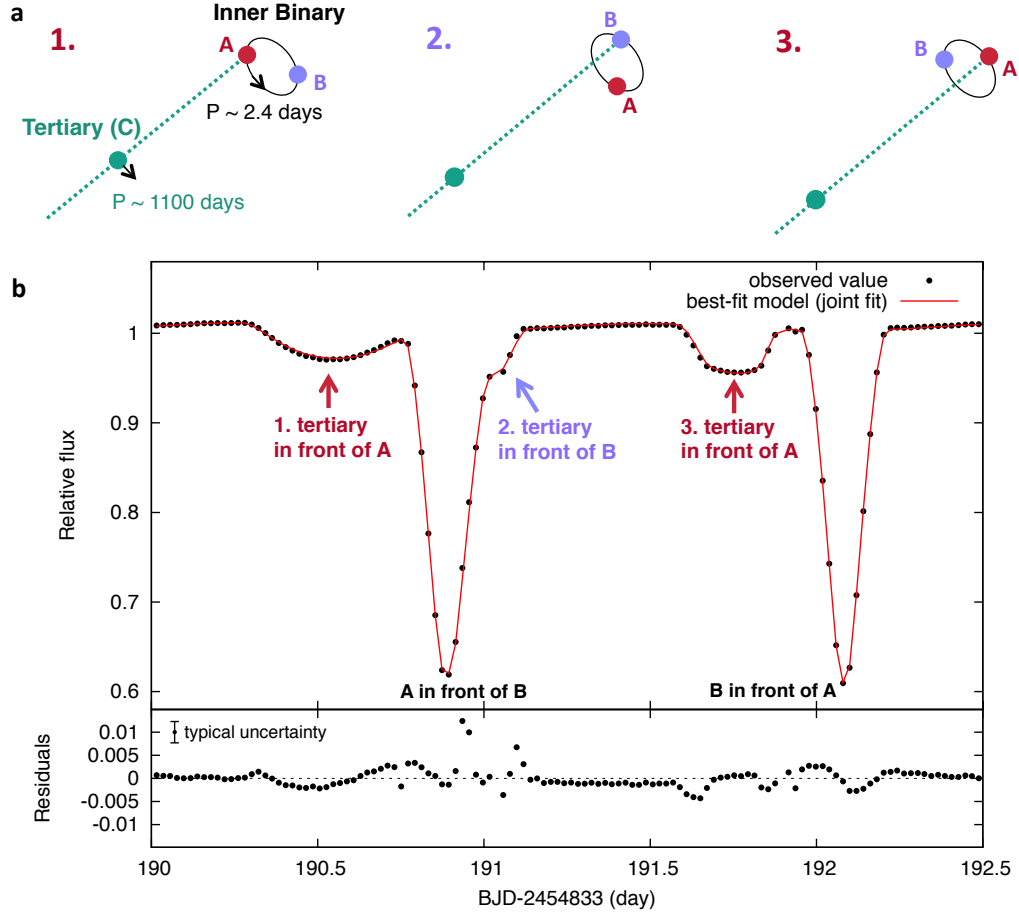 a
Inner Binary
1.
A
B
P ~ 2.4 days
Tertiary (C)
P ~ 1100 days
2.
B
A
3.
B
A
b
observed value
best-fit model (joint fit)
1. tertiary
in front of A
2. tertiary
in front of B
3. tertiary
in front of A
A in front of B
B in front of A
Relative flux
1
0.9
0.8
0.7
0.6
typical uncertainty
Residuals
0.01
0.005
0
-0.005
-0.01
190
190.5
191
191.5
192
192.5
BJD-2454833 (day)